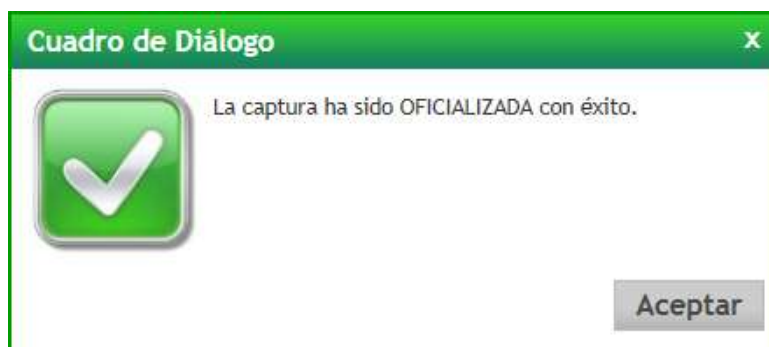 Cuadro de Diálogo x
La captura ha sido OFICIALIZADA con éxito.
Aceptar